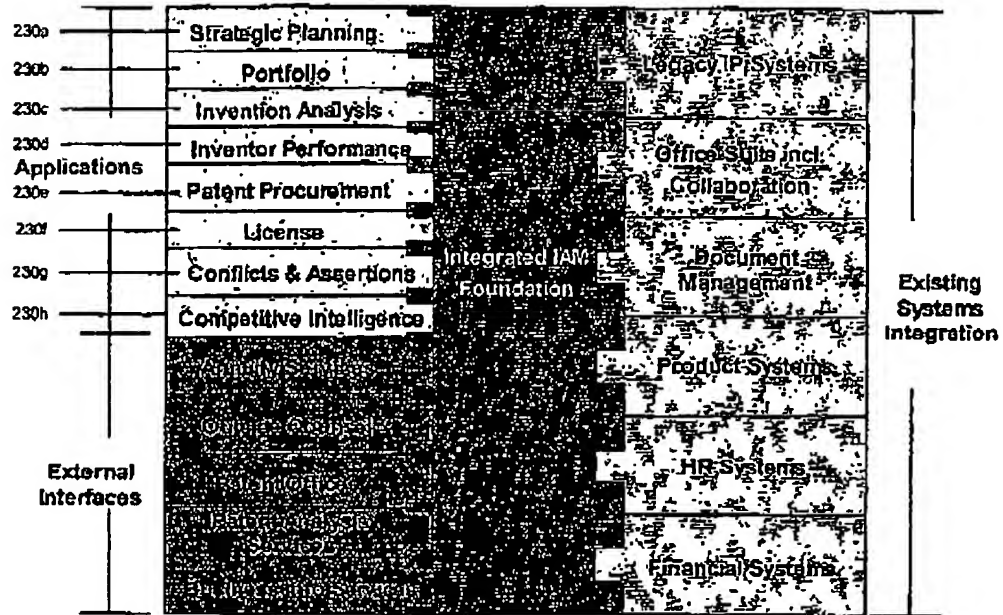 230a
Strategic Planning
230b
Portfolio
230c
Invention Analysis
230d
Inventor Performance
Applications
230e
Patent Procurement
230f
License
230g
Conflicts & Assertions
230h
Competitive Intelligence
External
Interfaces
Integrated IAM
Foundation
Legacy IP Systems
Office Suite incl.
Collaboration
Document
Management
Product Systems
HR Systems
Financial Systems
Existing
Systems
Integration